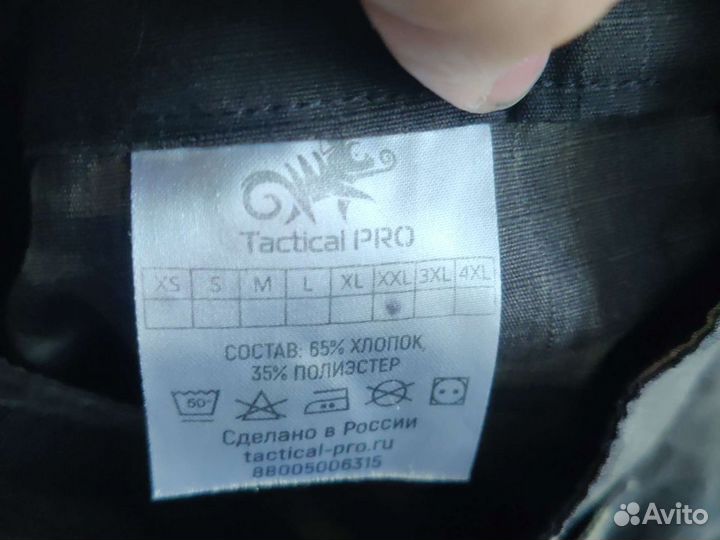 Tactical PRO
XS S M L XL XXL 3XL 4XL
СОСТАВ: 65% ХЛОПОК,
35% ПОЛИЭСТЕР
50°
Сделано в России
tactical-pro.ru
88005006315
Avito